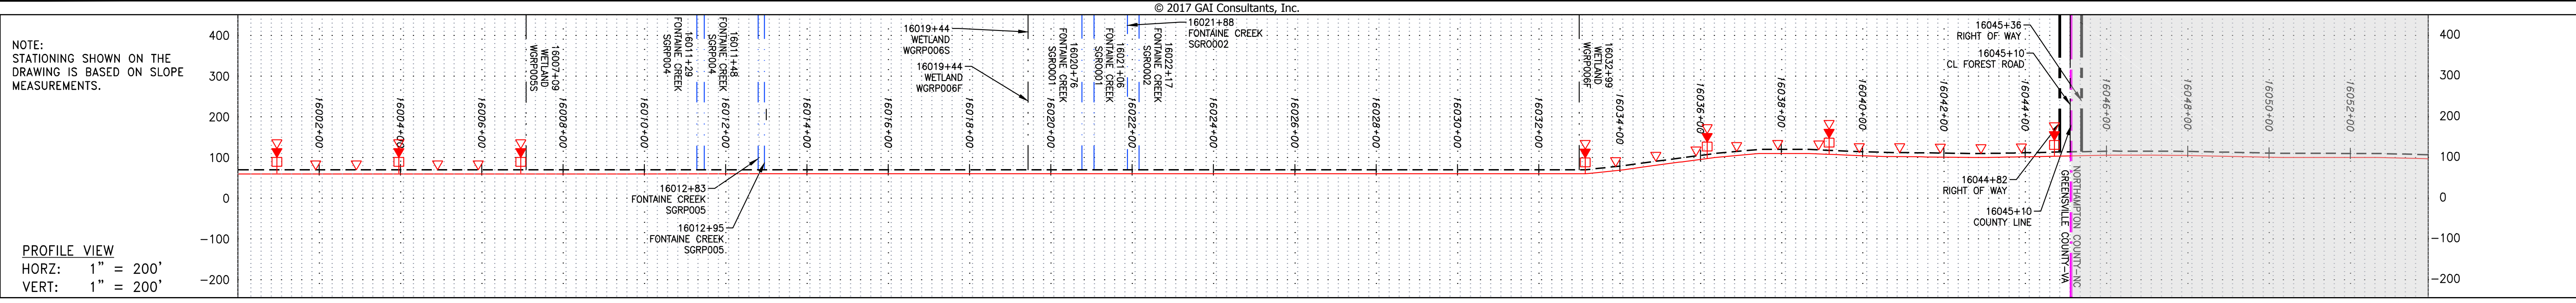 © 2017 GAI Consultants, Inc.
NOTE:
STATIONING SHOWN ON THE
DRAWING IS BASED ON SLOPE
MEASUREMENTS.
PROFILE VIEW
HORZ: 1" = 200'
VERT: 1" = 200'
400
300
200
100
0
-100
-200
16002+00
16004+00
16006+00
16007+09
WETLAND
WGRP005S
16008+00
16010+00
16011+29
FONTAINE CREEK
SGRP004
16011+48
FONTAINE CREEK
SGRP004
16012+00
16012+83
FONTAINE CREEK
SGRP005
16012+95
FONTAINE CREEK
SGRP005
16014+00
16016+00
16018+00
16019+44
WETLAND
WGRP006S
16019+44
WETLAND
WGRP006F
16020+00
16020+76
FONTAINE CREEK
SGRO001
16021+06
FONTAINE CREEK
SGRO001
16021+88
FONTAINE CREEK
SGRO002
16022+00
16022+17
FONTAINE CREEK
SGRO002
16024+00
16026+00
16028+00
16030+00
16032+00
16032+99
WETLAND
WGRP006F
16034+00
16036+00
16038+00
16040+00
16042+00
16044+00
16045+36
RIGHT OF WAY
16045+10
CL FOREST ROAD
16044+82
RIGHT OF WAY
16045+10
COUNTY LINE
GREENSVILLE COUNTY-VA
NORTHAMPTON COUNTY-NC
16046+00
16048+00
16050+00
16052+00
400
300
200
100
0
-100
-200